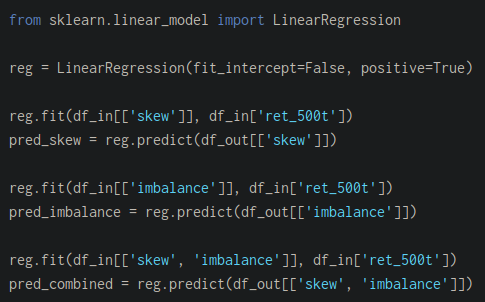 from sklearn.linear_model import LinearRegression
reg = LinearRegression(fit_intercept=False, positive=True)
reg.fit(df_in[['skew']], df_in['ret_500t'])
pred_skew = reg.predict(df_out[['skew']])
reg.fit(df_in[['imbalance']], df_in['ret_500t'])
pred_imbalance = reg.predict(df_out[['imbalance']])
reg.fit(df_in[['skew', 'imbalance']], df_in['ret_500t'])
pred_combined = reg.predict(df_out[['skew', 'imbalance']])